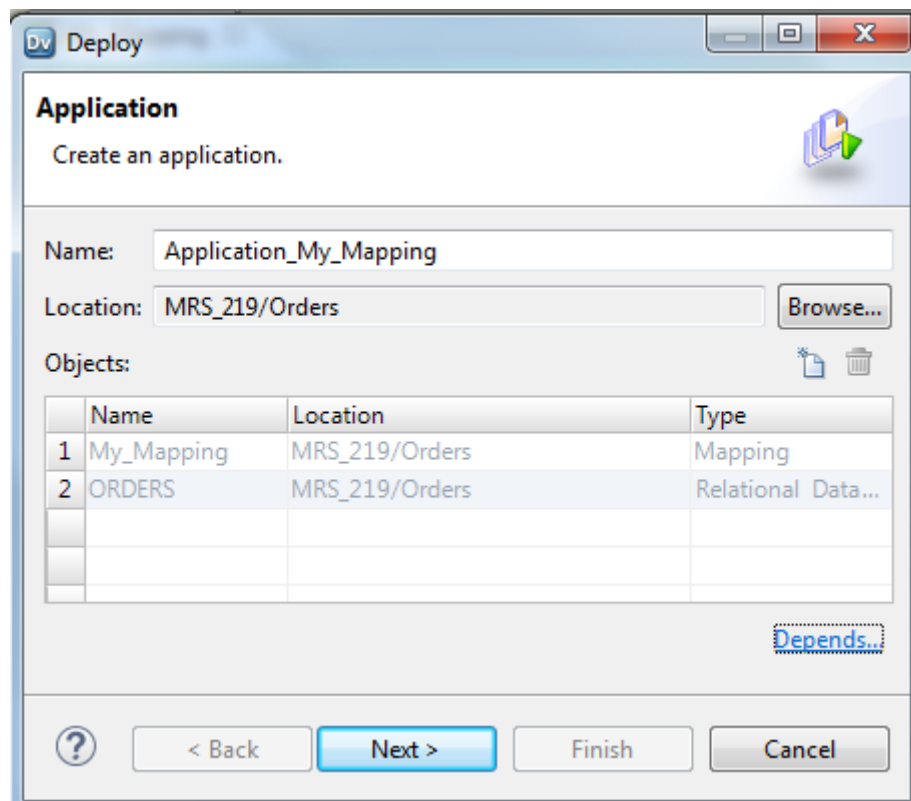 Dv Deploy
Application
Create an application.
Name: Application_My_Mapping
Location: MRS_219/Orders Browse...
Objects:
Name Location Type
1 My_Mapping MRS_219/Orders Mapping
2 ORDERS MRS_219/Orders Relational Data...
Depends...
? < Back Next > Finish Cancel